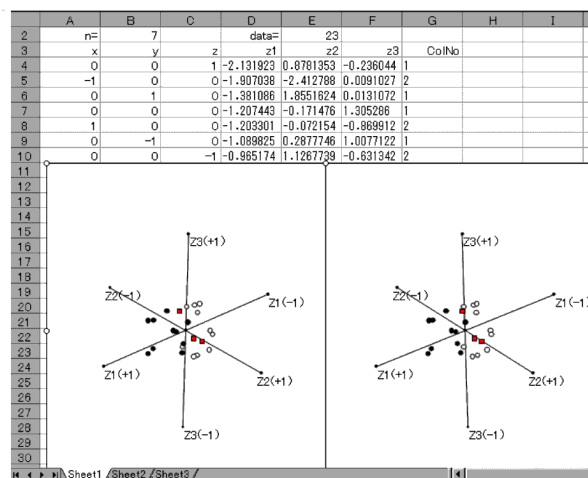 A B C D E F G H I
2 n= 7 data= 23
3 x y z z1 z2 z3 ColNo
4 0 0 1 -2.131923 0.8781353 -0.236044 1
5 -1 0 0 -1.907038 -2.412788 0.0091027 2
6 0 1 0 -1.381086 1.8551624 0.0131072 1
7 0 0 0 -1.207443 -0.171476 1.305286 1
8 1 0 0 -1.203301 -0.072154 -0.869912 2
9 0 -1 0 -1.089825 0.2877746 1.0077122 1
10 0 0 -1 -0.965174 1.1267739 -0.631342 2
11
12
13
14
15 Z3(+1) Z3(+1)
16
17
18
19 Z2(-1) Z1(-1) Z2(-1) Z1(-1)
20
21
22
23
24 Z1(+1) Z2(+1) Z1(+1) Z2(+1)
25
26
27
28 Z3(-1) Z3(-1)
29
30
Sheet1 Sheet2 Sheet3